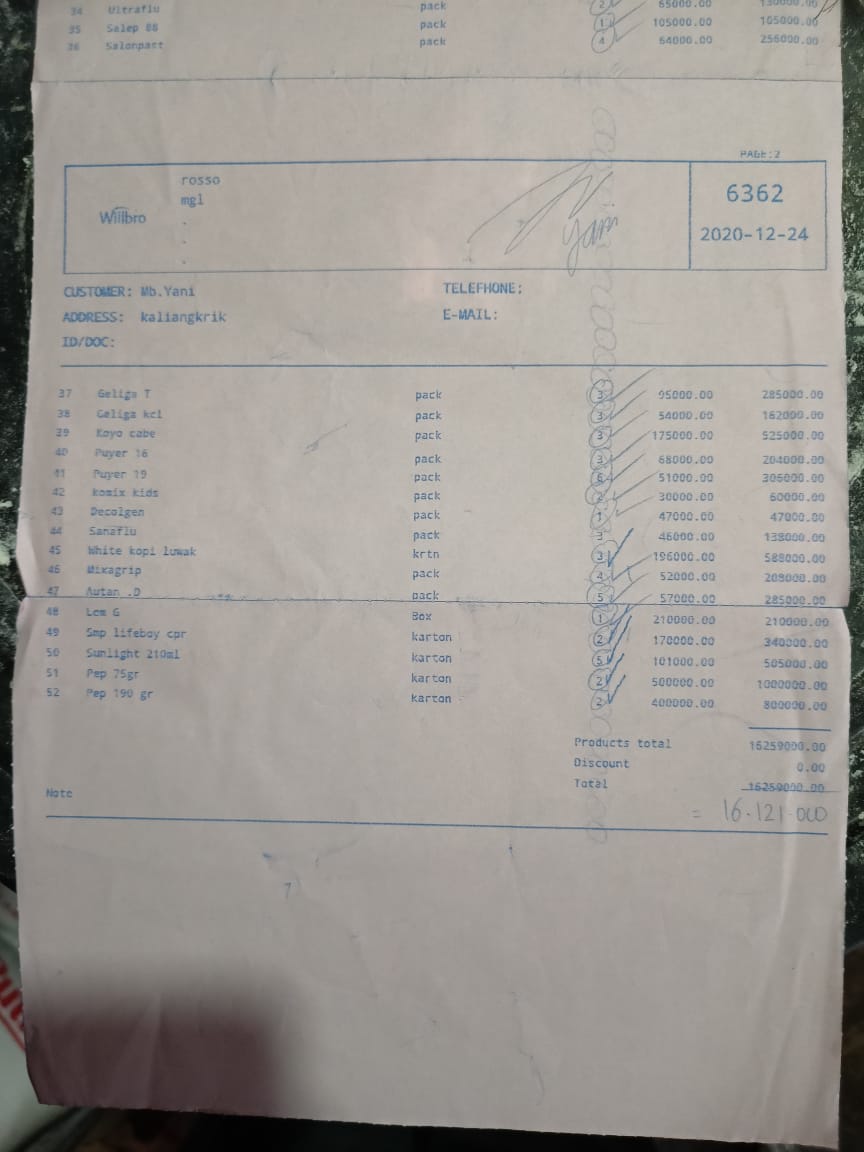 34 Ultraflu pack 2 65000.00 130000.00
35 Salep 88 pack 1 105000.00 105000.00
36 Salonpast pack 4 64000.00 256000.00
PAGE:2
rosso
mgl
Willbro
.
.
.
Yani
6362
2020-12-24
CUSTOMER: Mb.Yani TELEFHONE:
ADDRESS: kaliangkrik E-MAIL:
ID/DOC:
37 Geliga T pack 3 95000.00 285000.00
38 Geliga kcl pack 3 54000.00 162000.00
39 Koyo cabe pack 3 175000.00 525000.00
40 Puyer 16 pack 3 68000.00 204000.00
41 Puyer 19 pack 6 51000.00 306000.00
42 komix kids pack 2 30000.00 60000.00
43 Decolgen pack 1 47000.00 47000.00
44 Sanaflu pack 3 46000.00 138000.00
45 White kopi luwak krtn 3 196000.00 588000.00
46 Mixagrip pack 4 52000.00 208000.00
47 Autan .D pack 5 57000.00 285000.00
48 Lem G Box 1 210000.00 210000.00
49 Smp lifeboy cpr karton 2 170000.00 340000.00
50 Sunlight 210ml karton 5 101000.00 505000.00
51 Pep 75gr karton 2 500000.00 1000000.00
52 Pep 190 gr karton 2 400000.00 800000.00
Products total 16259000.00
Discount 0.00
Total 16259000.00
Note
= 16.121.000